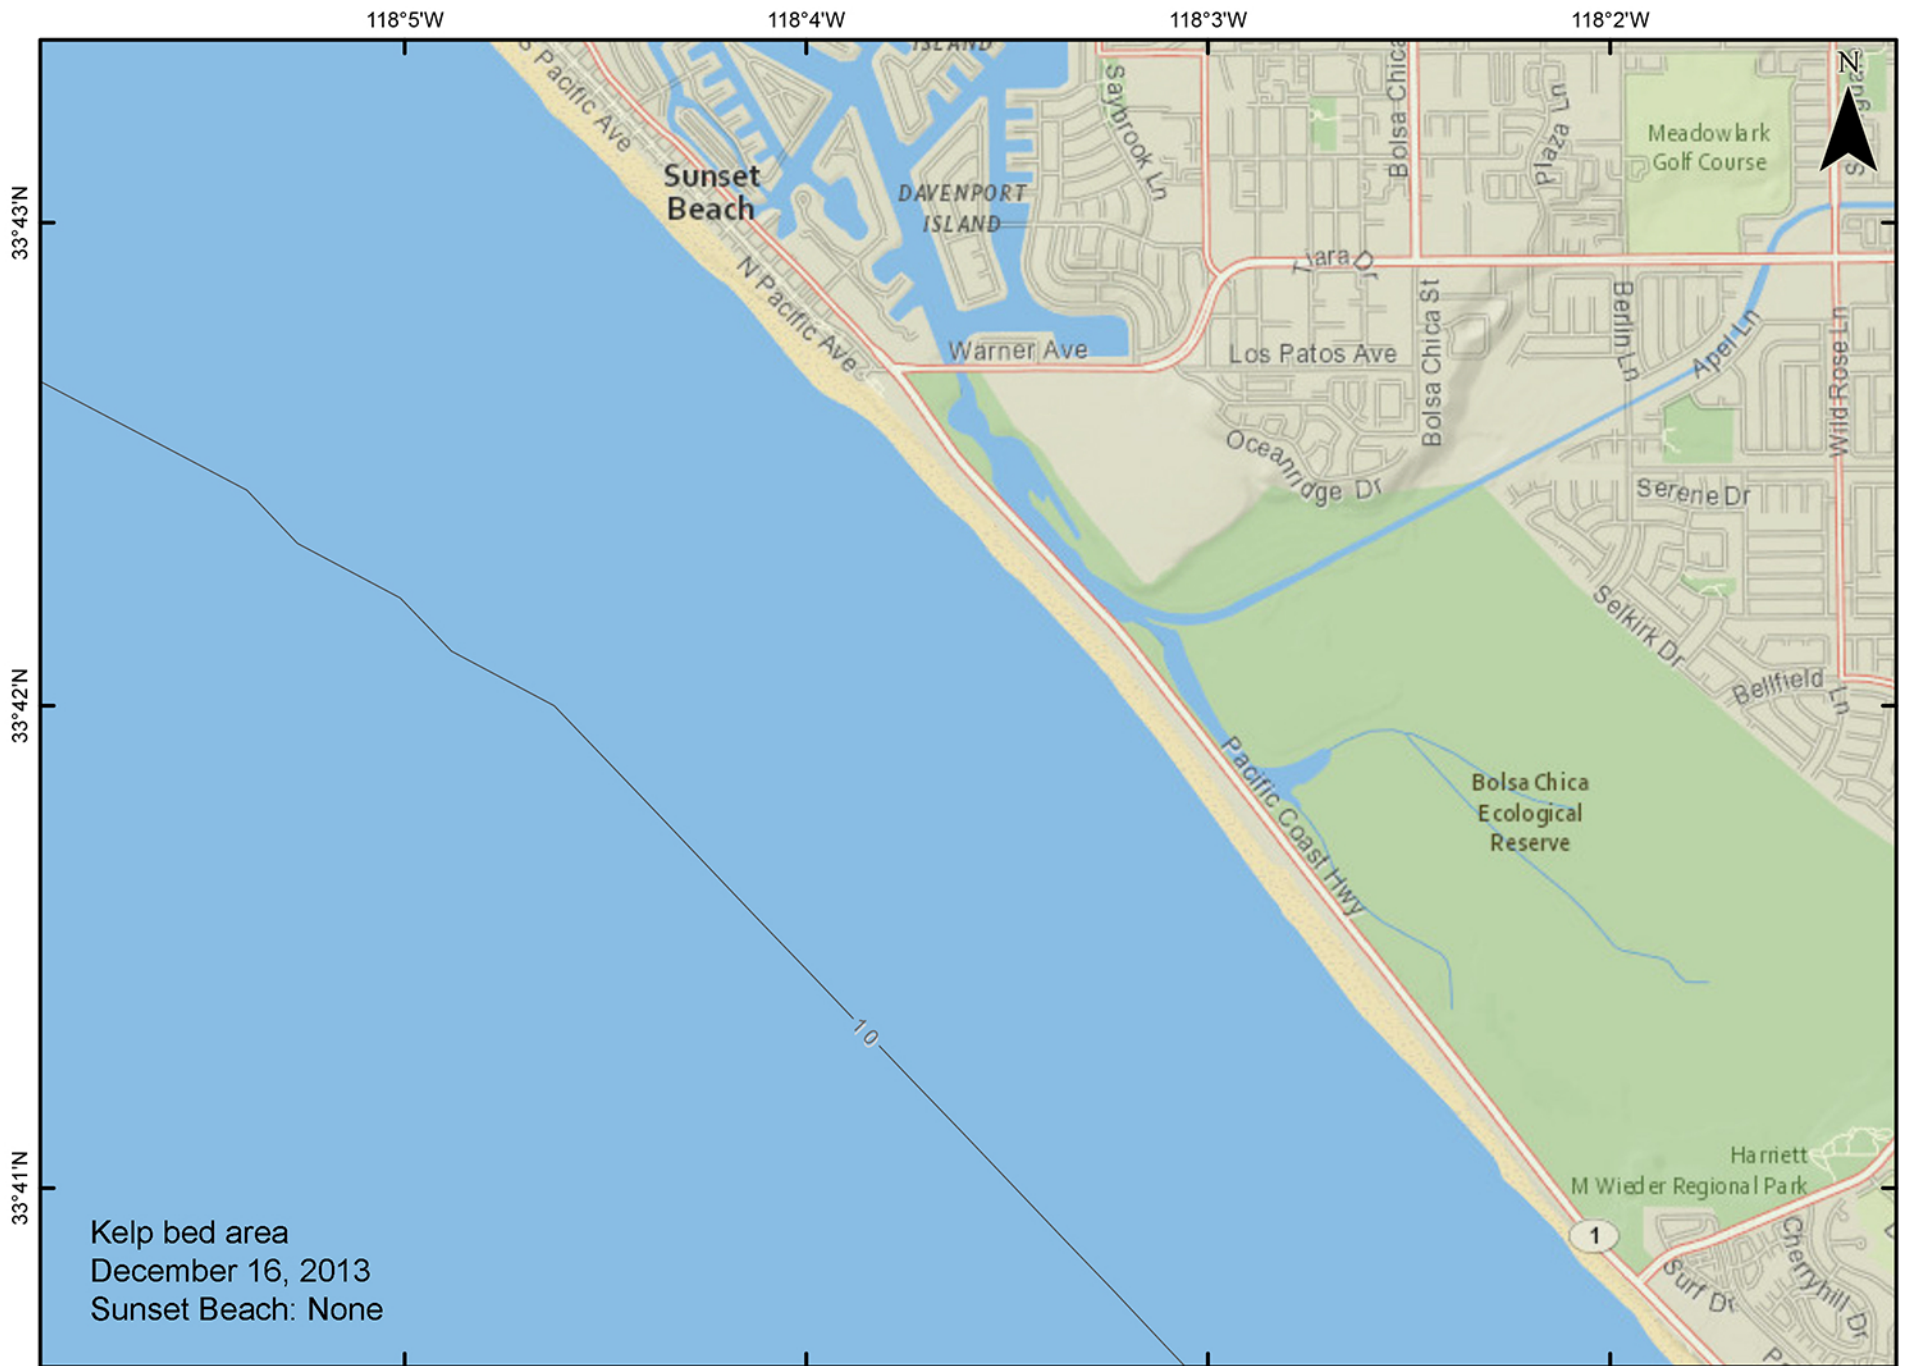 118°5'W
118°4'W
118°3'W
118°2'W
33°43'N
33°42'N
33°41'N
N
ISLAND
S Pacific Ave
Sunset
Beach
DAVENPORT
ISLAND
Saybrook Ln
Bolsa Chica
Plaza Ln
Meadowlark
Golf Course
N Pacific Ave
Tiara Dr
Warner Ave
Los Patos Ave
Bolsa Chica St
Berlin Ln
Apel Ln
Wild Rose Ln
Oceanridge Dr
Serene Dr
Selkirk Dr
Bellfield Ln
Pacific Coast Hwy
Bolsa Chica
Ecological
Reserve
10
Harriett
M Wieder Regional Park
1
Surf Dr
Cherryhill Dr
Kelp bed area
December 16, 2013
Sunset Beach: None